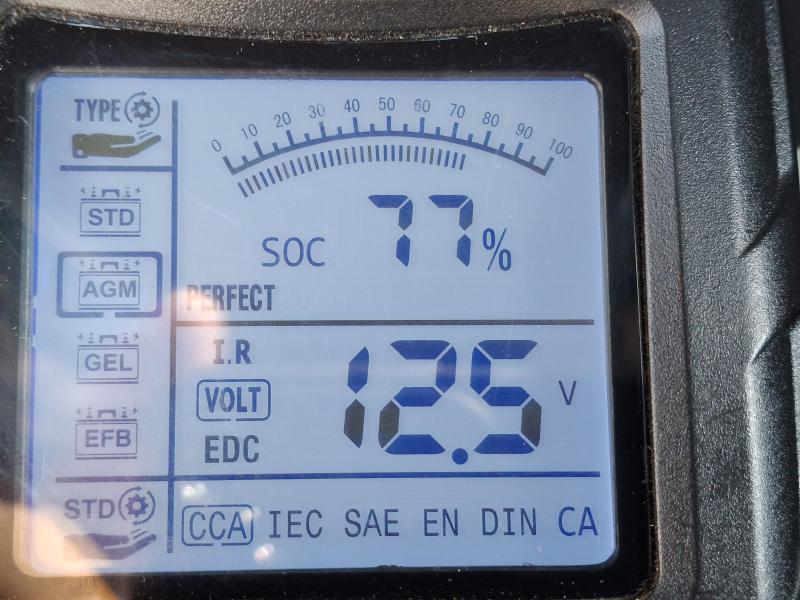 TYPE
0 10 20 30 40 50 60 70 80 90 100
STD
AGM
GEL
EFB
STD
SOC 77%
PERFECT
I.R
VOLT
EDC
12.5 V
CCA IEC SAE EN DIN CA